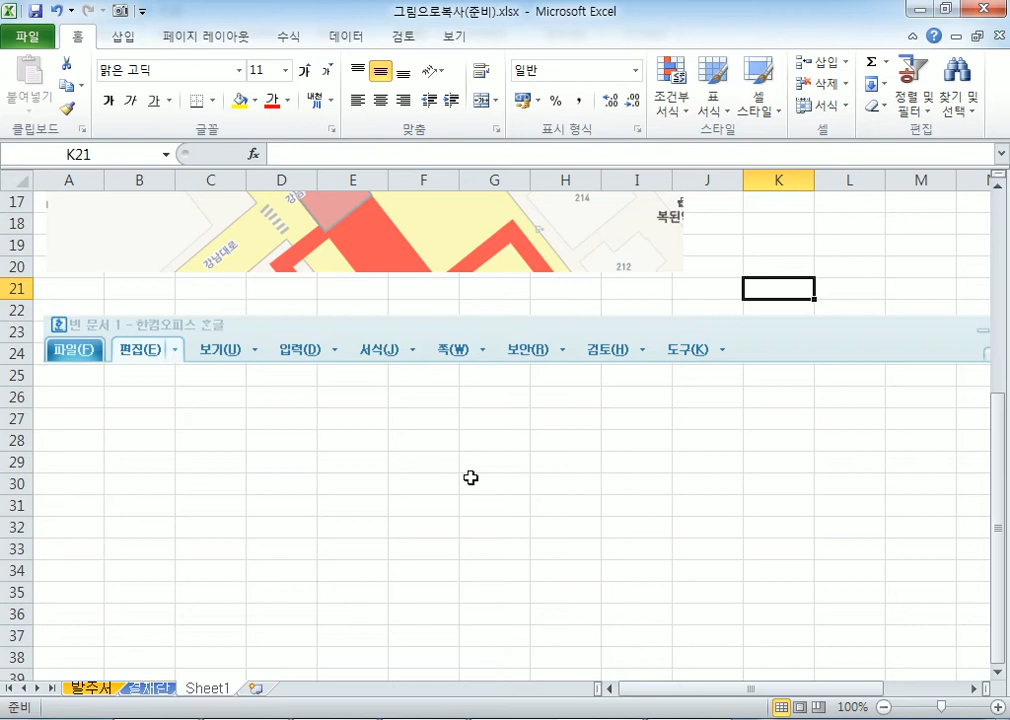 그림으로복사(준비).xlsx - Microsoft Excel
파일 홈 삽입 페이지 레이아웃 수식 데이터 검토 보기
붙여넣기
맑은 고딕 11 가 가
가 가 가 가 내천
일반
% ,
조건부 서식
표 서식
셀 스타일
삽입
삭제
서식
Σ
정렬 및 필터
찾기 및 선택
클립보드 글꼴 맞춤 표시 형식 스타일 셀 편집
K21 fx
A B C D E F G H I J K L M
17
18
19
20
21
22
23
24
25
26
27
28
29
30
31
32
33
34
35
36
37
38
39
214
강남대로
212
빈 문서 1 - 한컴오피스 한글
파일(F) 편집(E) 보기(U) 입력(D) 서식(J) 쪽(W) 보안(R) 검토(H) 도구(K)
발주서 결재란 Sheet1
준비 100%